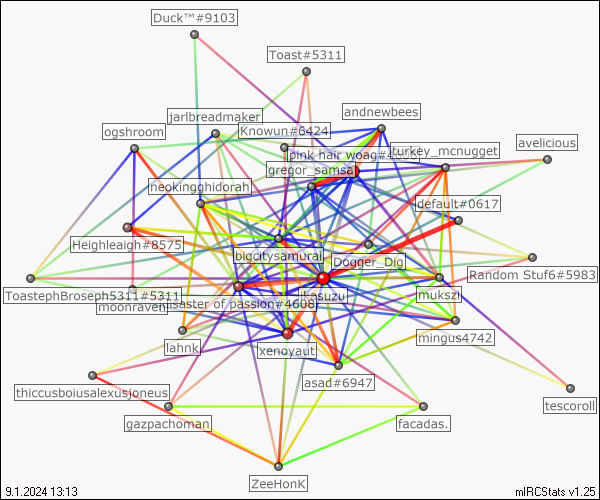 Duck™#9103
Toast#5311
andnewbees
jarlbreadmaker
Knowun#6424
ogshroom
avelicious
turkey_mcnugget
pink hair woag#4
gregor_samsa
neokingghidorah
default#0617
Heighleaigh#8575
bigcitysamurai
Dogger_Dig
Random Stuf6#5983
ToastephBroseph5311#5311
mukszi
moonraven
master of passion#4608
Kasuzu
mingus4742
lahnk
xenoyaut
asad#6947
thiccusboiusalexusjoneus
tescoroll
gazpachoman
facadas.
ZeeHonK
9.1.2024 13:13
mIRCStats v1.25